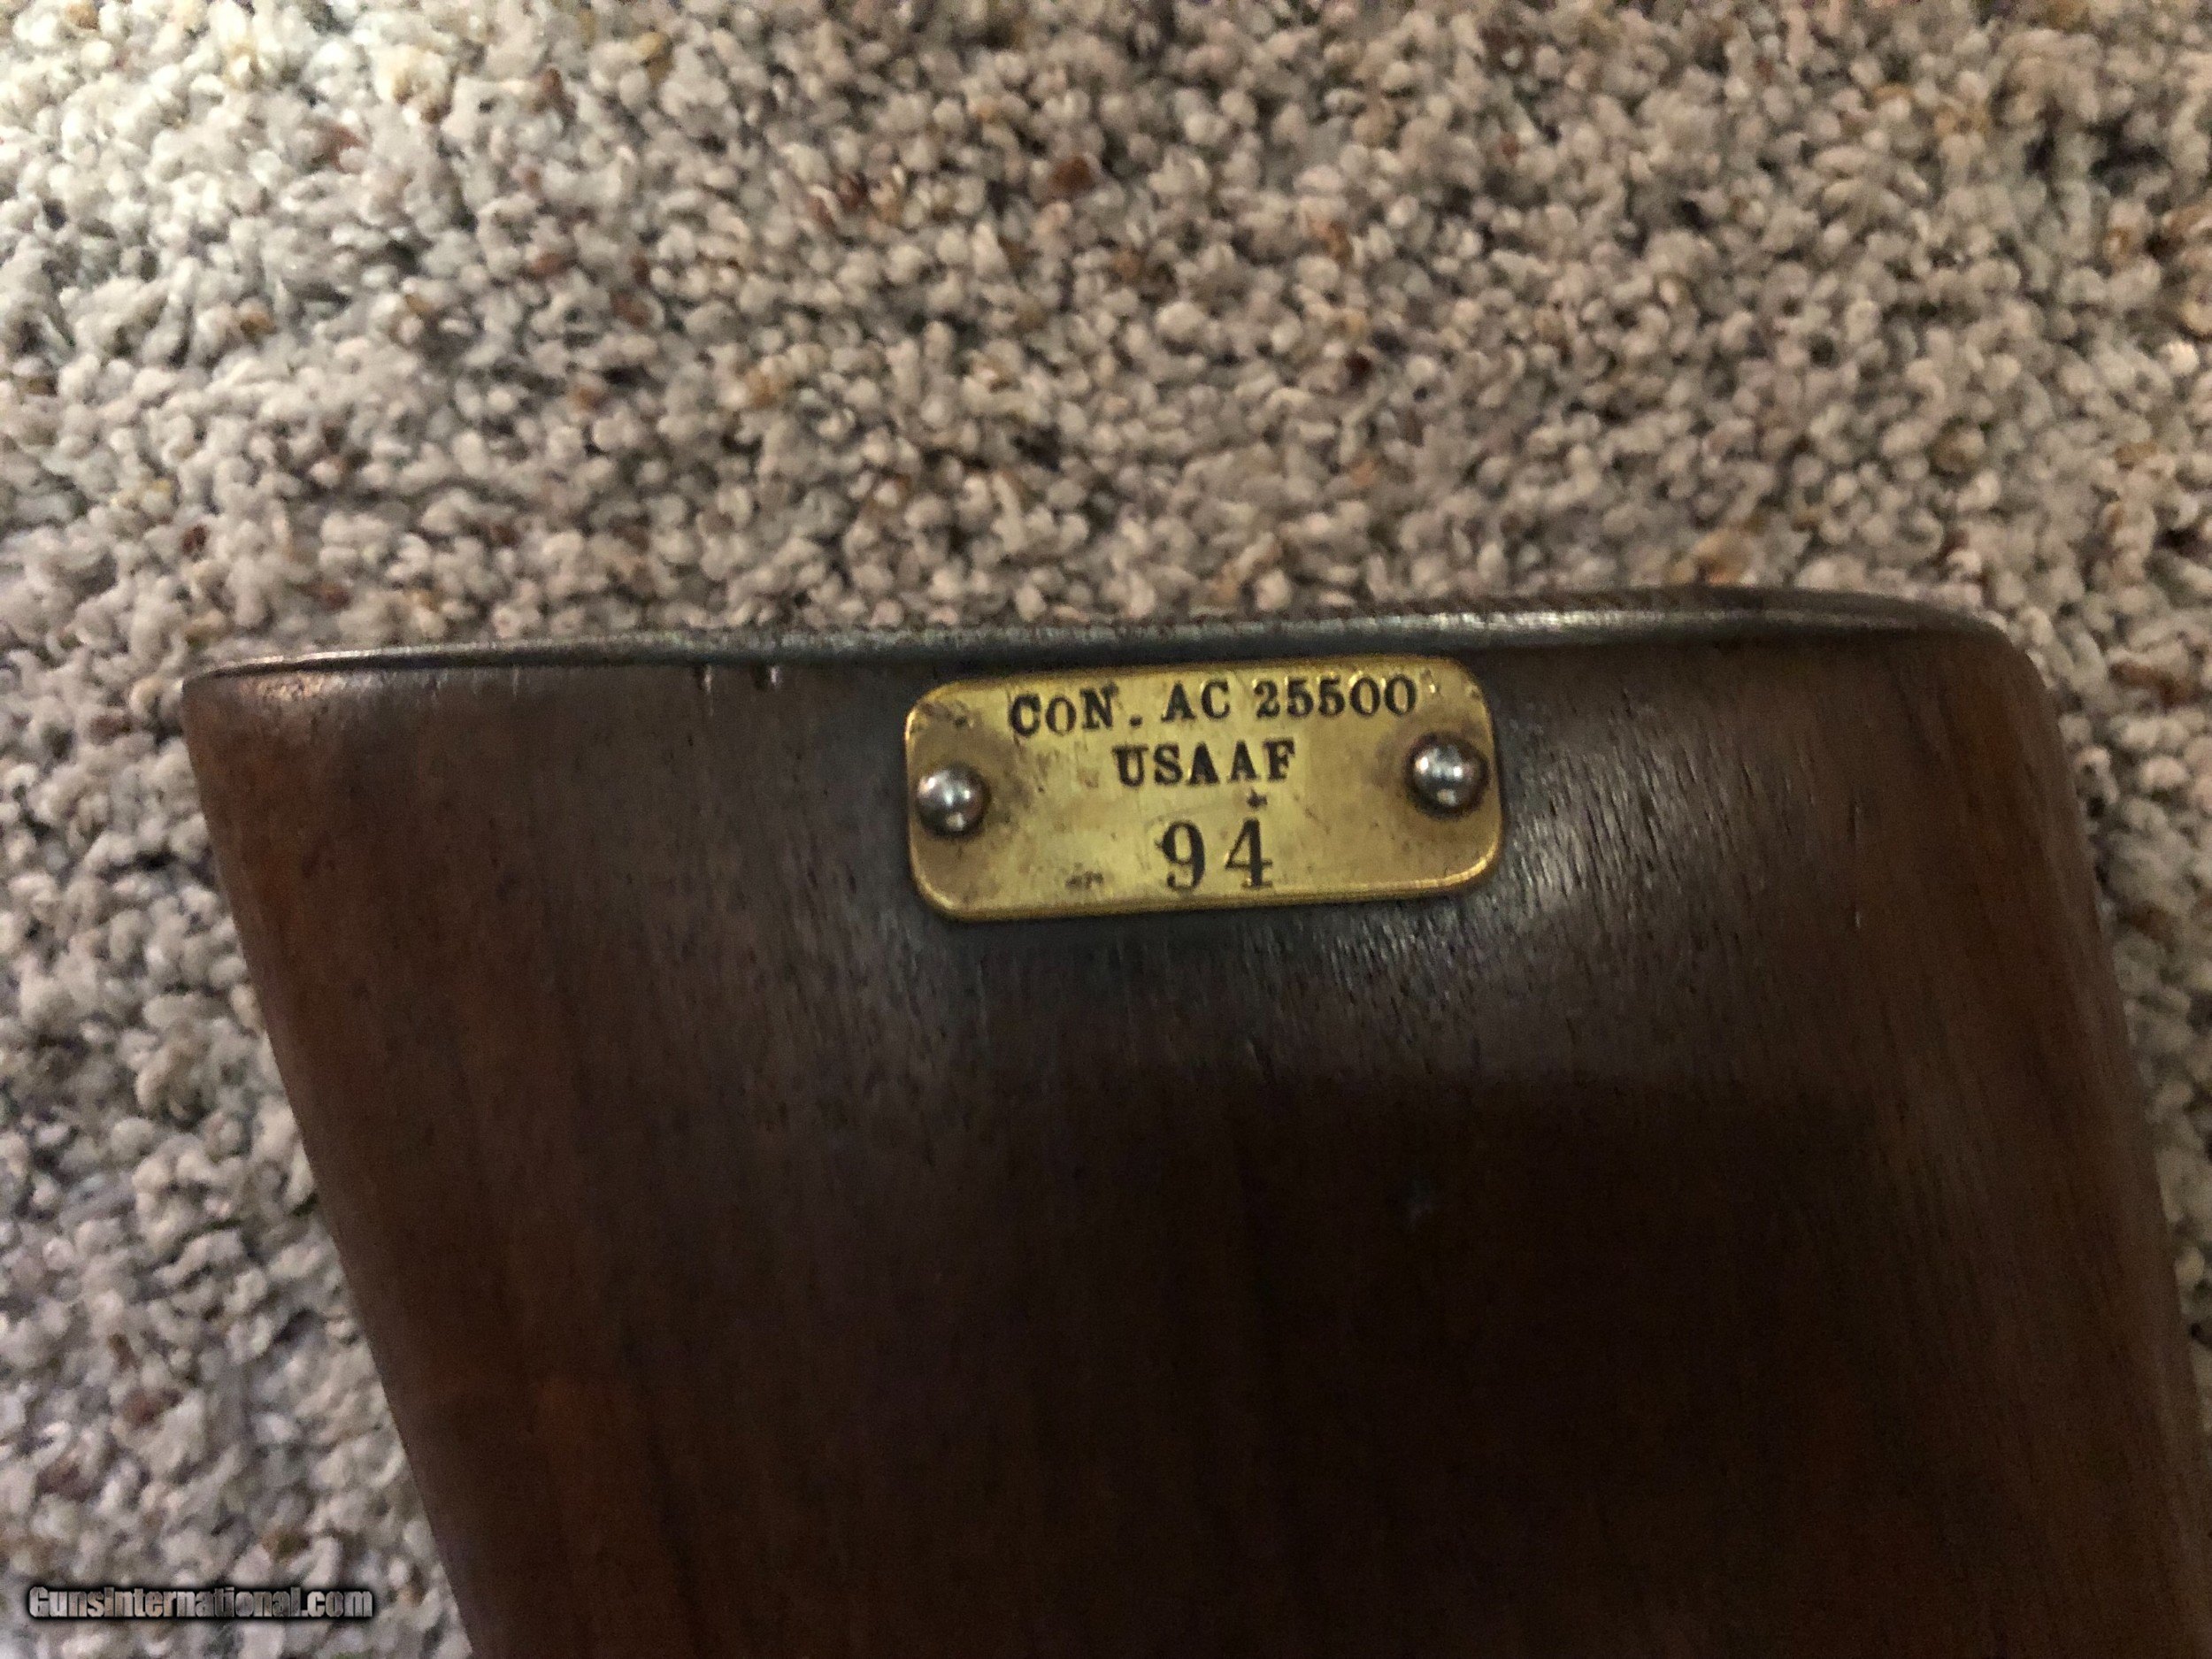 CON. AC 25500
USAAF
94
GunsInternational.com